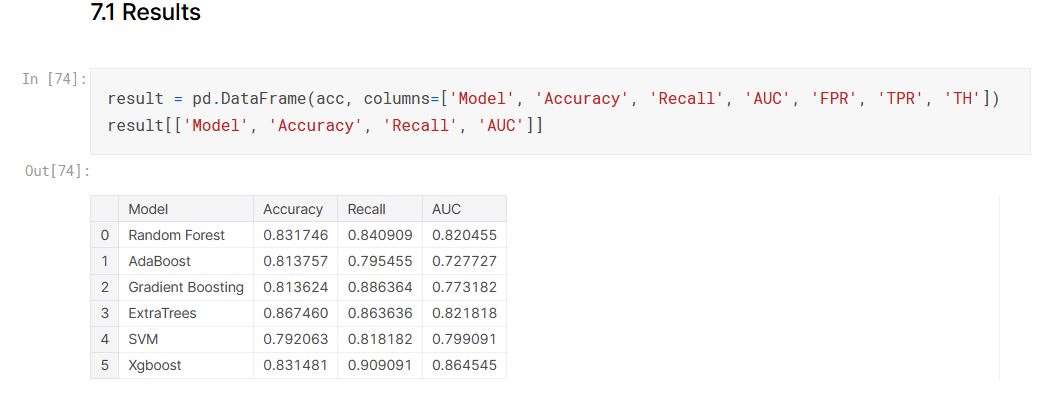 7.1 Results
In [74]:
result = pd.DataFrame(acc, columns=['Model', 'Accuracy', 'Recall', 'AUC', 'FPR', 'TPR', 'TH'])
result[['Model', 'Accuracy', 'Recall', 'AUC']]
Out[74]:
Model Accuracy Recall AUC
0 Random Forest 0.831746 0.840909 0.820455
1 AdaBoost 0.813757 0.795455 0.727727
2 Gradient Boosting 0.813624 0.886364 0.773182
3 ExtraTrees 0.867460 0.863636 0.821818
4 SVM 0.792063 0.818182 0.799091
5 Xgboost 0.831481 0.909091 0.864545